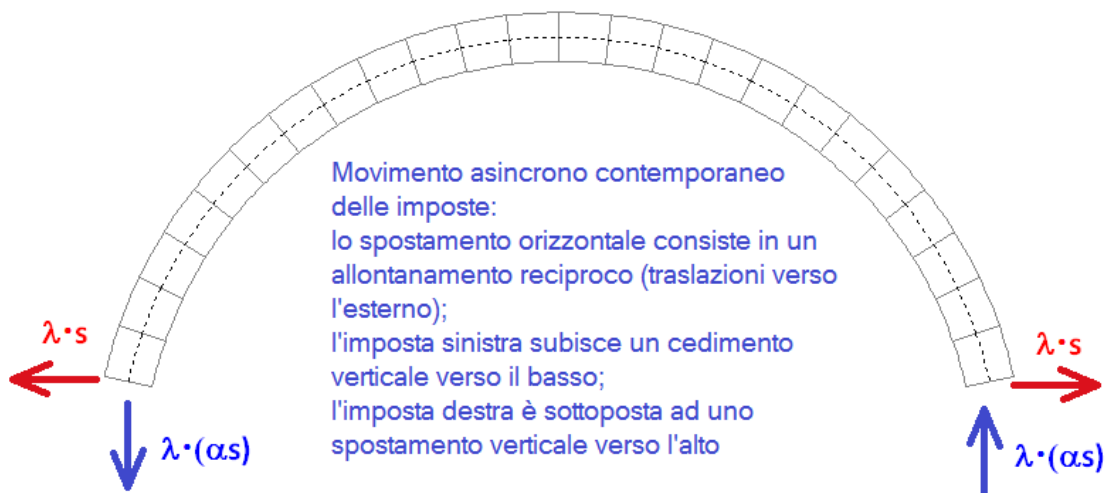 Movimento asincrono contemporaneo
delle imposte:
lo spostamento orizzontale consiste in un
allontanamento reciproco (traslazioni verso
l'esterno);
l'imposta sinistra subisce un cedimento
verticale verso il basso;
l'imposta destra è sottoposta ad uno
spostamento verticale verso l'alto
λ·s
λ·s
λ·(αs)
λ·(αs)